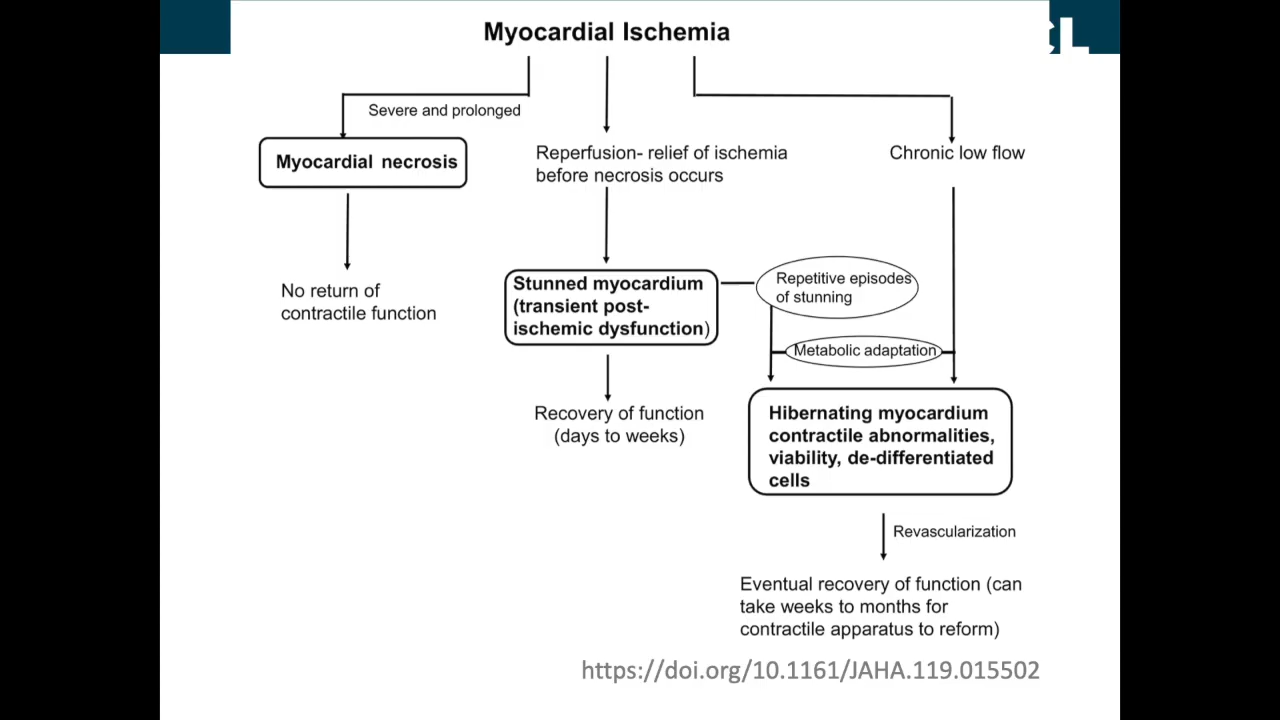 Myocardial Ischemia
CL
Severe and prolonged
Myocardial necrosis
No return of
contractile function
Reperfusion- relief of ischemia
before necrosis occurs
Stunned myocardium
(transient post-
ischemic dysfunction)
Recovery of function
(days to weeks)
Chronic low flow
Repetitive episodes
of stunning
Metabolic adaptation
Hibernating myocardium
contractile abnormalities,
viability, de-differentiated
cells
Revascularization
Eventual recovery of function (can
take weeks to months for
contractile apparatus to reform)
https://doi.org/10.1161/JAHA.119.015502